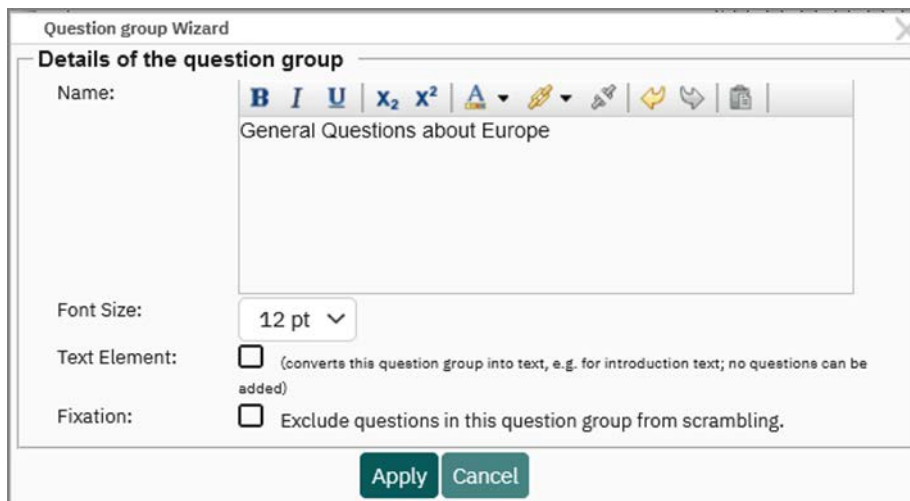 Question group Wizard
Details of the question group
Name:
B I U X₂ X² A
General Questions about Europe
Font Size:
12 pt
Text Element:
(converts this question group into text, e.g. for introduction text; no questions can be
added)
Fixation:
Exclude questions in this question group from scrambling.
Apply Cancel